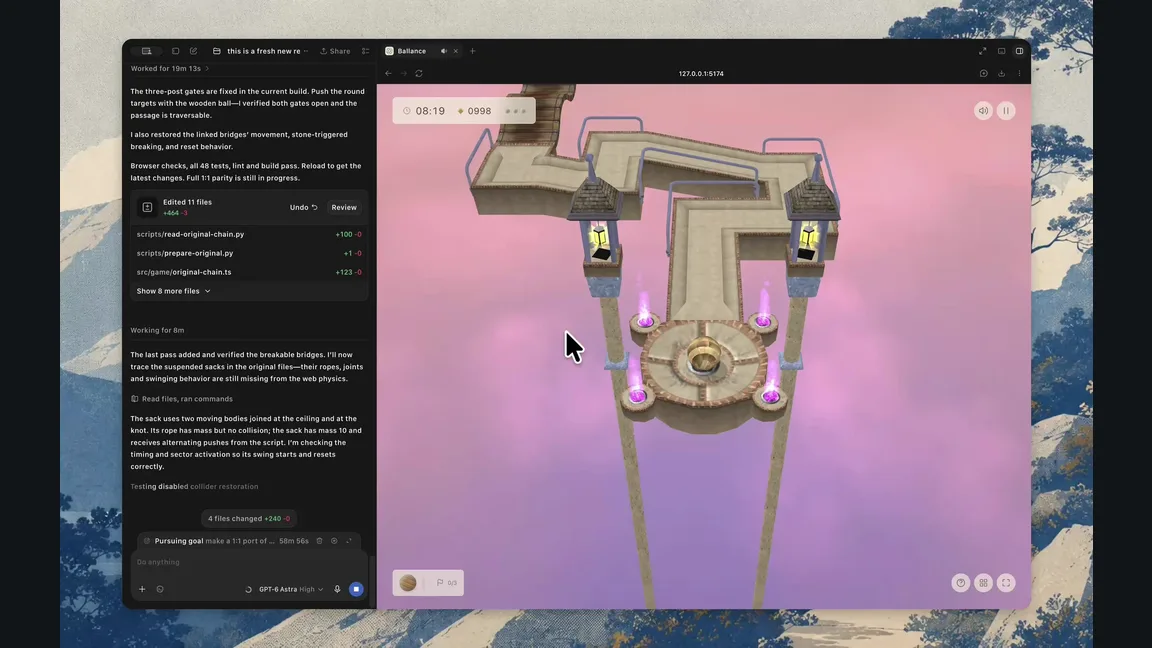 this is a fresh new re ···
Share
Worked for 19m 13s
The three-post gates are fixed in the current build. Push the round
targets with the wooden ball—I verified both gates open and the
passage is traversable.
I also restored the linked bridges' movement, stone-triggered
breaking, and reset behavior.
Browser checks, all 48 tests, lint and build pass. Reload to get the
latest changes. Full 1:1 parity is still in progress.
Edited 11 files
+464 -3
Undo
Review
scripts/read-original-chain.py +100 -0
scripts/prepare-original.py +1 -0
src/game/original-chain.ts +123 -0
Show 8 more files
Working for 8m
The last pass added and verified the breakable bridges. I'll now
trace the suspended sacks in the original files—their ropes, joints
and swinging behavior are still missing from the web physics.
Read files, ran commands
The sack uses two moving bodies joined at the ceiling and at the
knot. Its rope has mass but no collision; the sack has mass 10 and
receives alternating pushes from the script. I'm checking the
timing and sector activation so its swing starts and resets
correctly.
Testing disabled collider restoration
4 files changed +240 -0
Pursuing goal make a 1:1 port of ... 58m 56s
Do anything
GPT-6 Astra High
Ballance
127.0.0.1:5174
08:19
0998
0/3